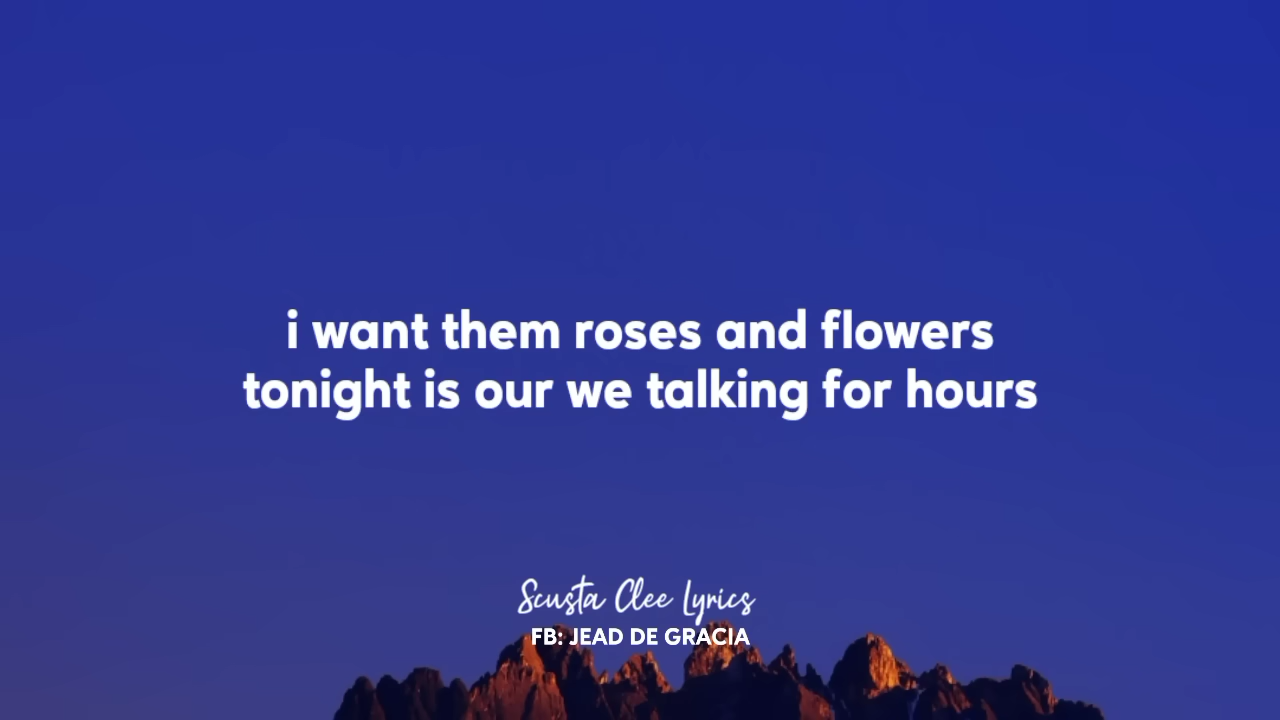 i want them roses and flowers
tonight is our we talking for hours
Scusta Clee Lyrics
FB: JEAD DE GRACIA